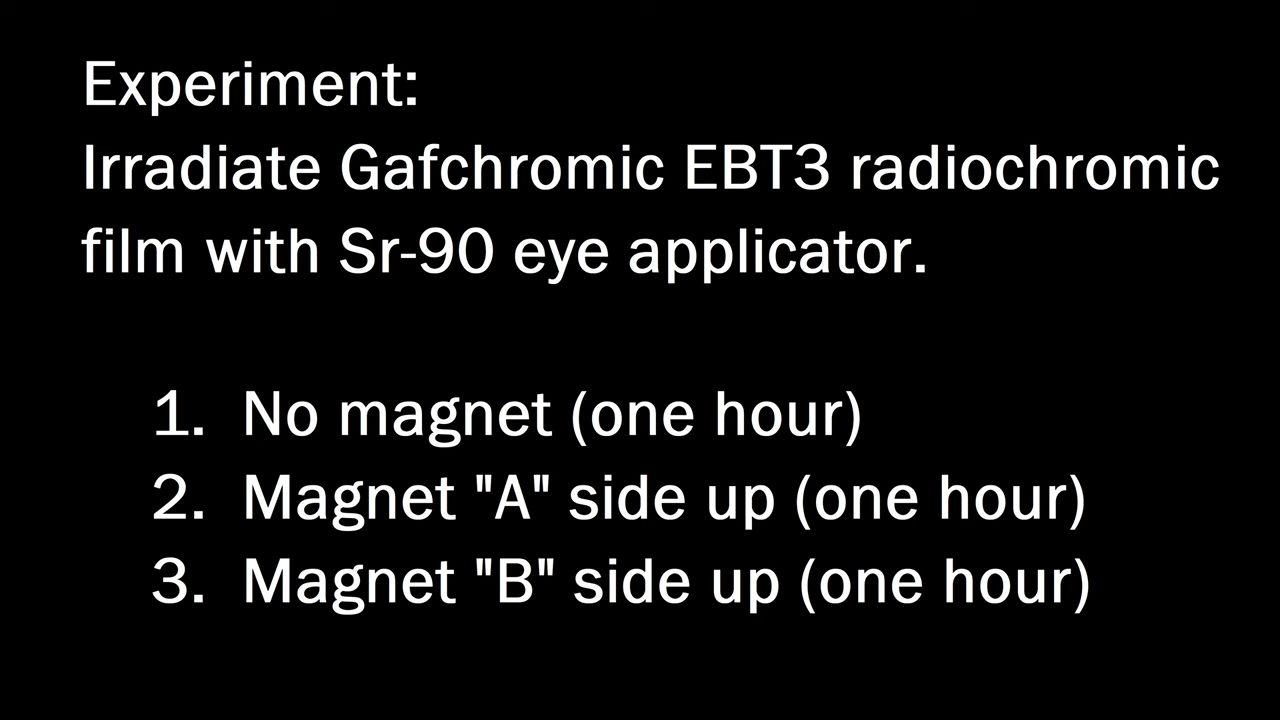 Experiment:
Irradiate Gafchromic EBT3 radiochromic
film with Sr-90 eye applicator.
1. No magnet (one hour)
2. Magnet "A" side up (one hour)
3. Magnet "B" side up (one hour)